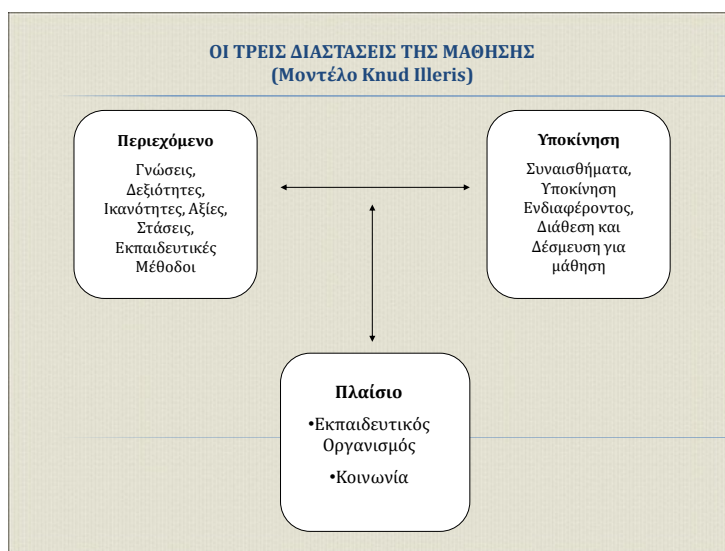 ΟΙ ΤΡΕΙΣ ΔΙΑΣΤΑΣΕΙΣ ΤΗΣ ΜΑΘΗΣΗΣ
(Μοντέλο Knud Illeris)
Περιεχόμενο
Γνώσεις,
Δεξιότητες,
Ικανότητες, Αξίες,
Στάσεις,
Εκπαιδευτικές
Μέθοδοι
Υποκίνηση
Συναισθήματα,
Υποκίνηση
Ενδιαφέροντος,
Διάθεση και
Δέσμευση για
μάθηση
Πλαίσιο
•Εκπαιδευτικός
Οργανισμός
•Κοινωνία